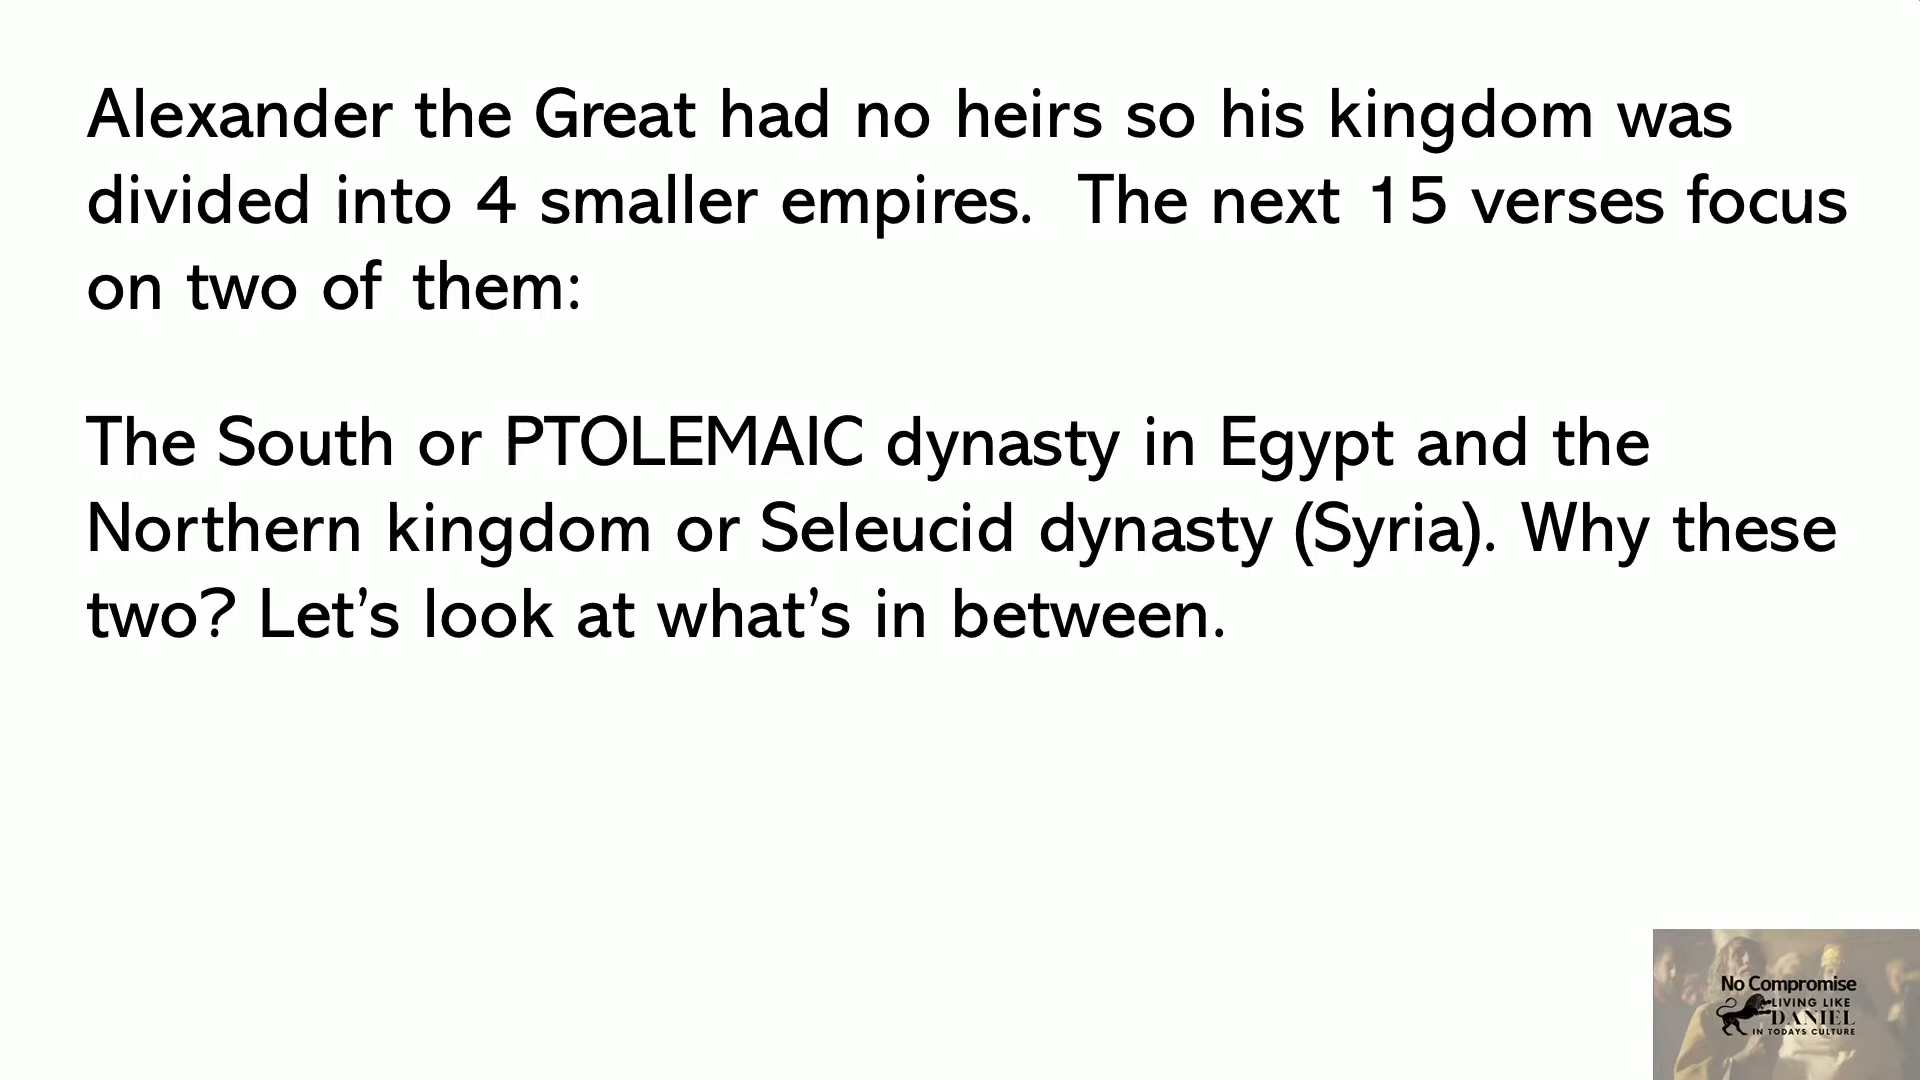 Alexander the Great had no heirs so his kingdom was
divided into 4 smaller empires.  The next 15 verses focus
on two of them:
The South or PTOLEMAIC dynasty in Egypt and the
Northern kingdom or Seleucid dynasty (Syria). Why these
two? Let’s look at what’s in between.
No Compromise
LIVING LIKE
DANIEL
IN TODAYS CULTURE